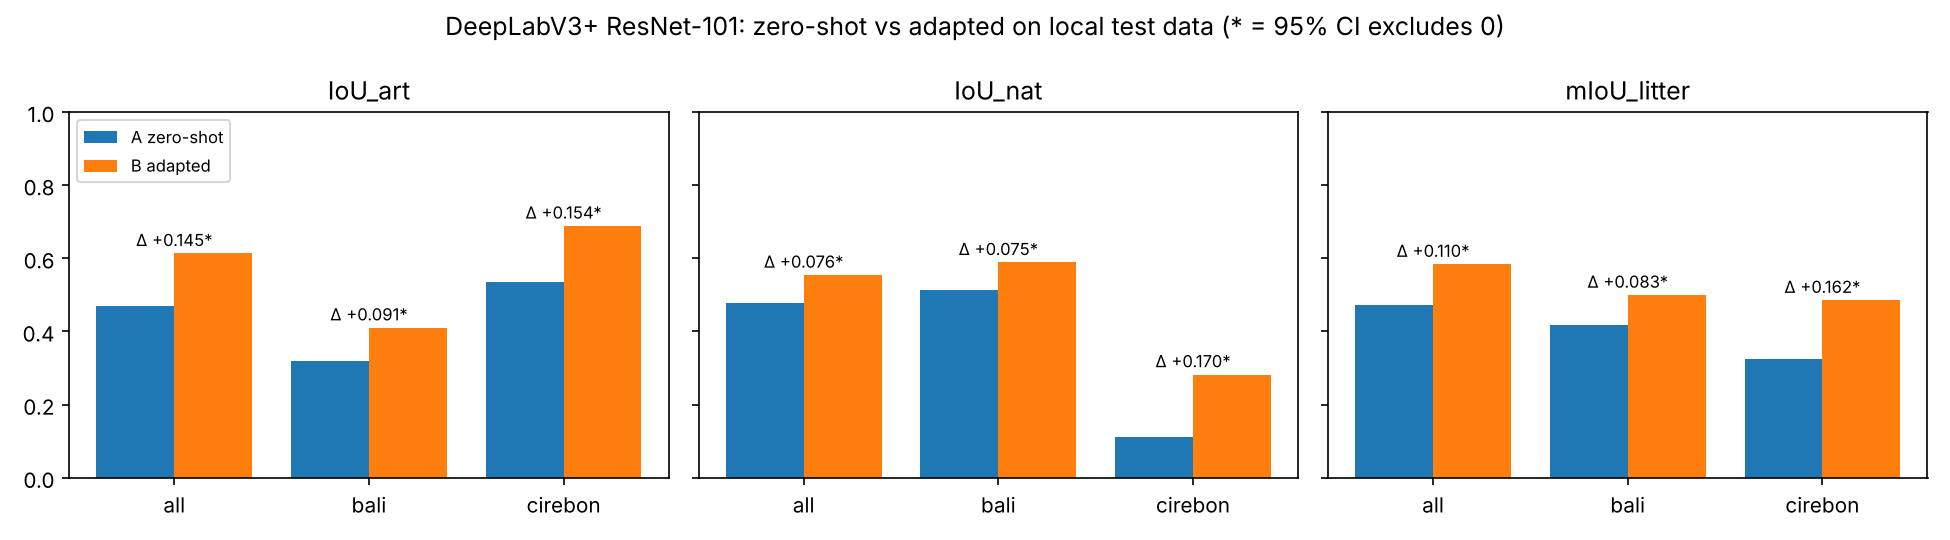 DeepLabV3+ ResNet-101: zero-shot vs adapted on local test data (* = 95% CI excludes 0)
IoU_art
1.0
0.8
0.6
0.4
0.2
0.0
A zero-shot
B adapted
Δ +0.145*
Δ +0.091*
Δ +0.154*
all
bali
cirebon
IoU_nat
Δ +0.076*
Δ +0.075*
Δ +0.170*
all
bali
cirebon
mIoU_litter
Δ +0.110*
Δ +0.083*
Δ +0.162*
all
bali
cirebon